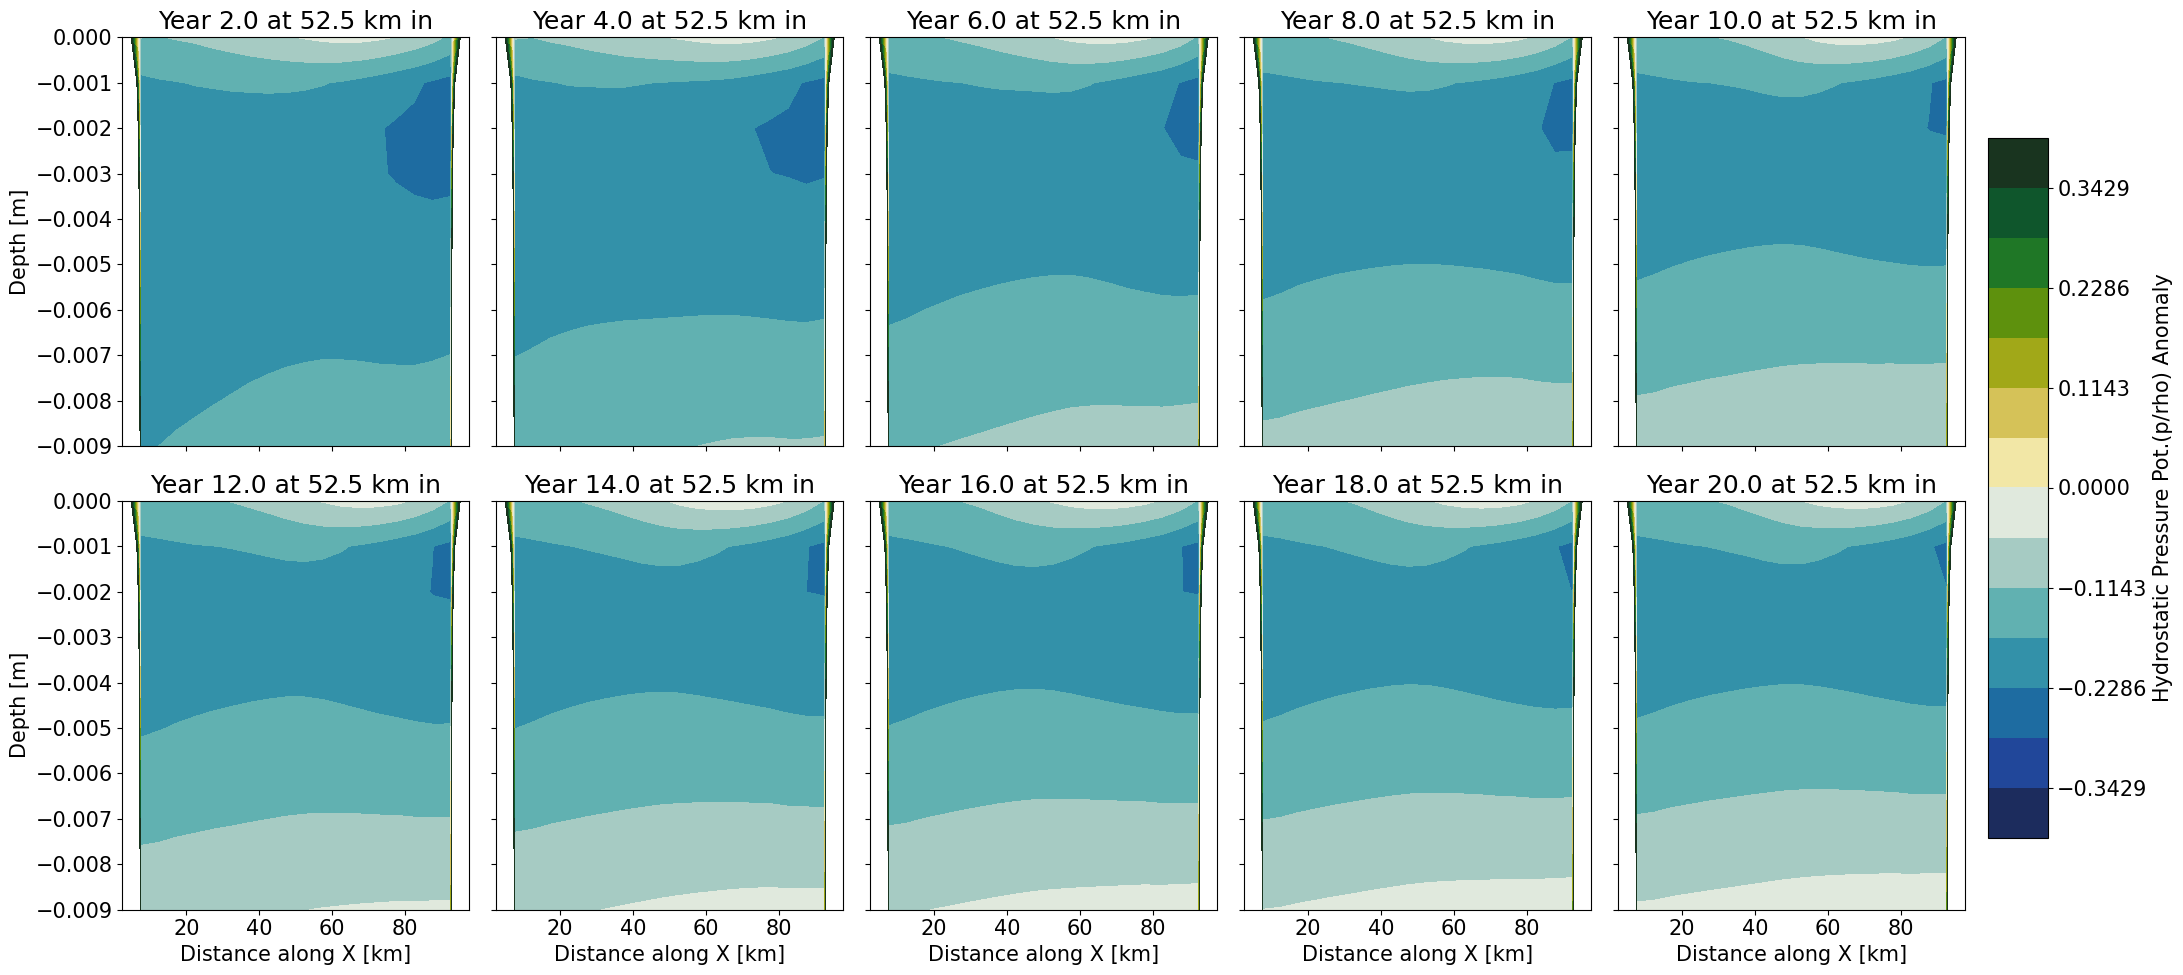 Year 2.0 at 52.5 km in
Year 4.0 at 52.5 km in
Year 6.0 at 52.5 km in
Year 8.0 at 52.5 km in
Year 10.0 at 52.5 km in
0.000
−0.001
−0.002
−0.003
−0.004
−0.005
−0.006
−0.007
−0.008
−0.009
Depth [m]
Year 12.0 at 52.5 km in
Year 14.0 at 52.5 km in
Year 16.0 at 52.5 km in
Year 18.0 at 52.5 km in
Year 20.0 at 52.5 km in
0.000
−0.001
−0.002
−0.003
−0.004
−0.005
−0.006
−0.007
−0.008
−0.009
Depth [m]
20 40 60 80
20 40 60 80
20 40 60 80
20 40 60 80
20 40 60 80
Distance along X [km]
Distance along X [km]
Distance along X [km]
Distance along X [km]
Distance along X [km]
0.3429
0.2286
0.1143
0.0000
−0.1143
−0.2286
−0.3429
Hydrostatic Pressure Pot.(p/rho) Anomaly